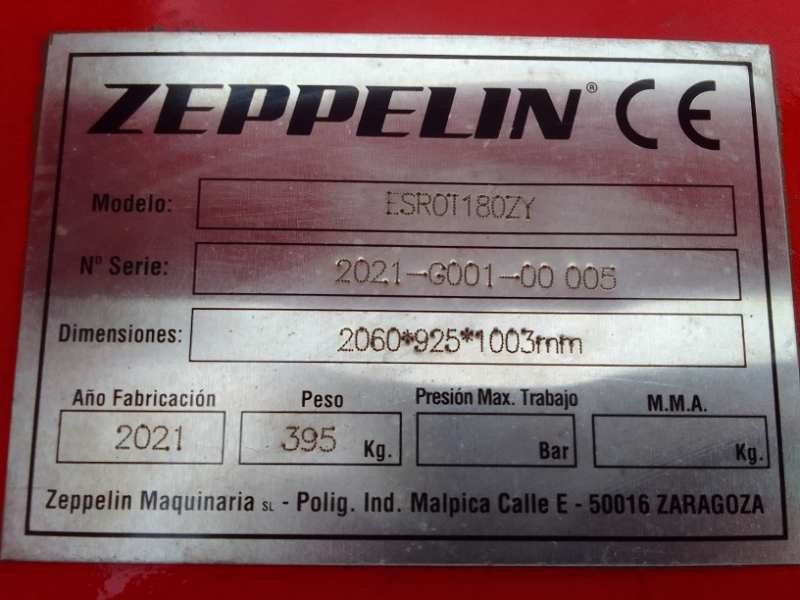 ZEPPELIN® CE
Modelo: ESROT180ZY
Nº Serie: 2021-G001-00 005
Dimensiones: 2060*925*1003mm
Año Fabricación Peso Presión Max. Trabajo M.M.A.
2021 395 Kg. Bar Kg.
Zeppelin Maquinaria SL - Polig. Ind. Malpica Calle E - 50016 ZARAGOZA